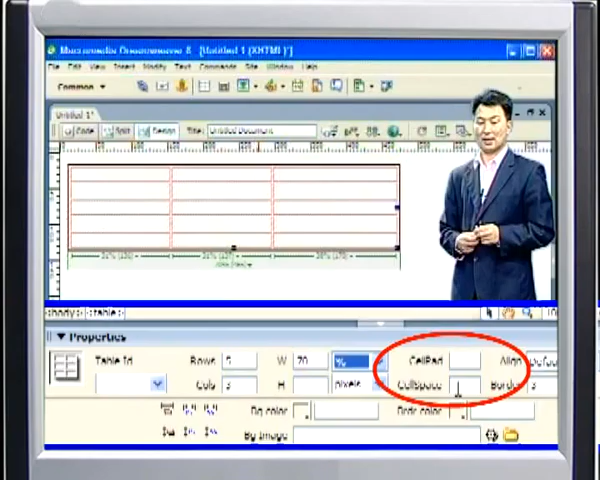 Macromedia Dreamweaver 8 - [Untitled-1 (XHTML)*]
File Edit View Insert Modify Text Commands Site Window Help
Common
Untitled-1*
Code Split Design Title: Untitled Document
<body> <table>
Properties
Table Id Rows 5 W 70 % CellPad Align Default
Cols 3 H pixels CellSpace Border 3
Bg color Brdr color
Bg Image